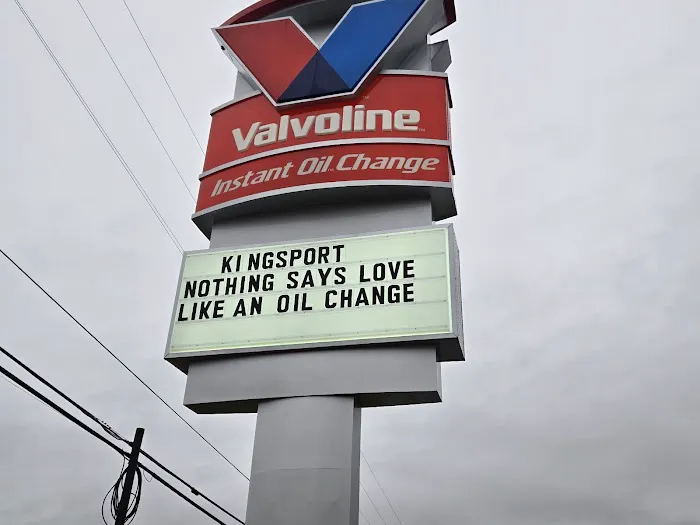 Valvoline
Instant Oil Change
KINGSPORT
NOTHING SAYS LOVE
LIKE AN OIL CHANGE